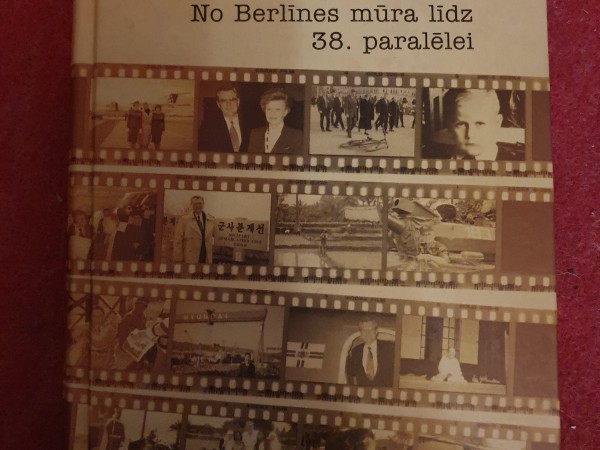 No Berlīnes mūra līdz
38. paralēlei
군사분계선